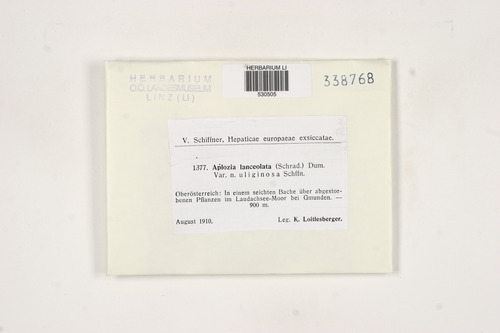 HERBARIUM
O.Ö. LANDESMUSEUM
LINZ (LI)
HERBARIUM LI
530505
338768
V. Schiffner, Hepaticae europaeae exsiccatae.
1377. Aplozia lanceolata (Schrad.) Dum.
Var. n. uliginosa Schffn.
Oberösterreich: In einem seichten Bache über abgestor-
benen Pflanzen im Laudachsee-Moor bei Gmunden. —
900 m.
August 1910.
Leg. K. Loitlesberger.